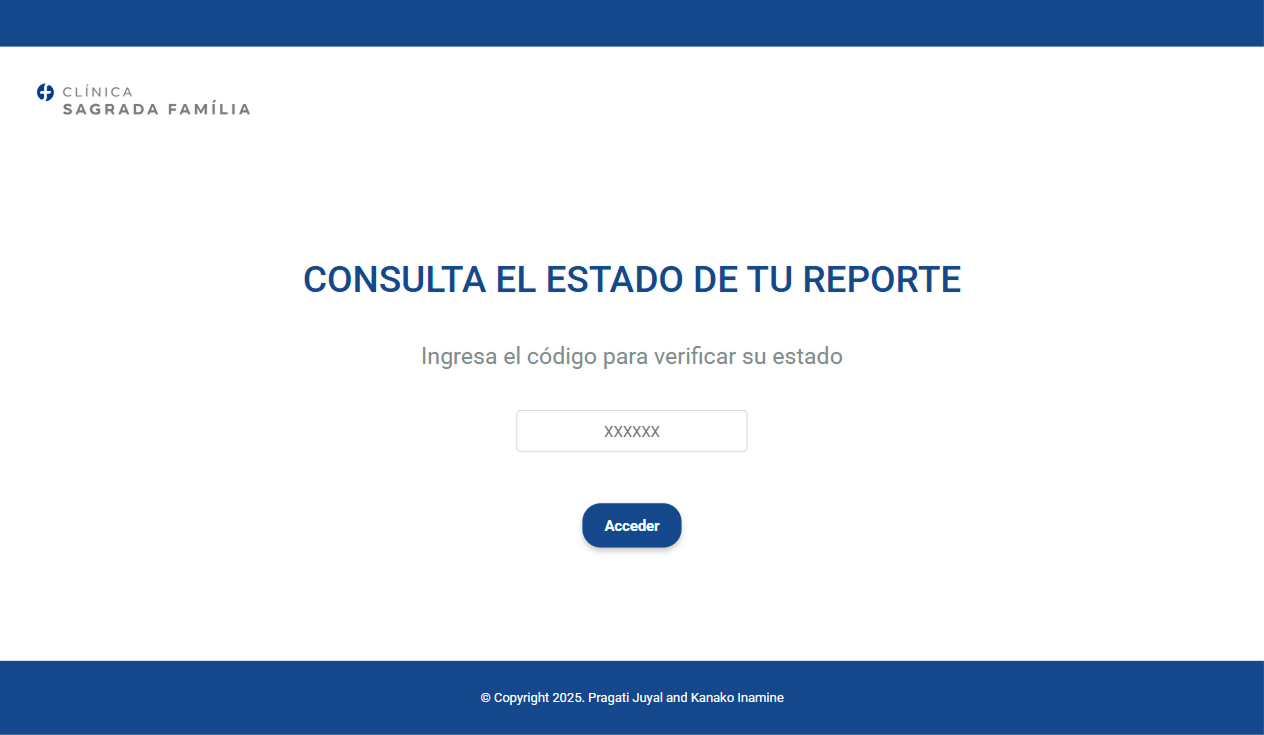 CLÍNICA
SAGRADA FAMÍLIA
CONSULTA EL ESTADO DE TU REPORTE
Ingresa el código para verificar su estado
XXXXXX
Acceder
© Copyright 2025. Pragati Juyal and Kanako Inamine